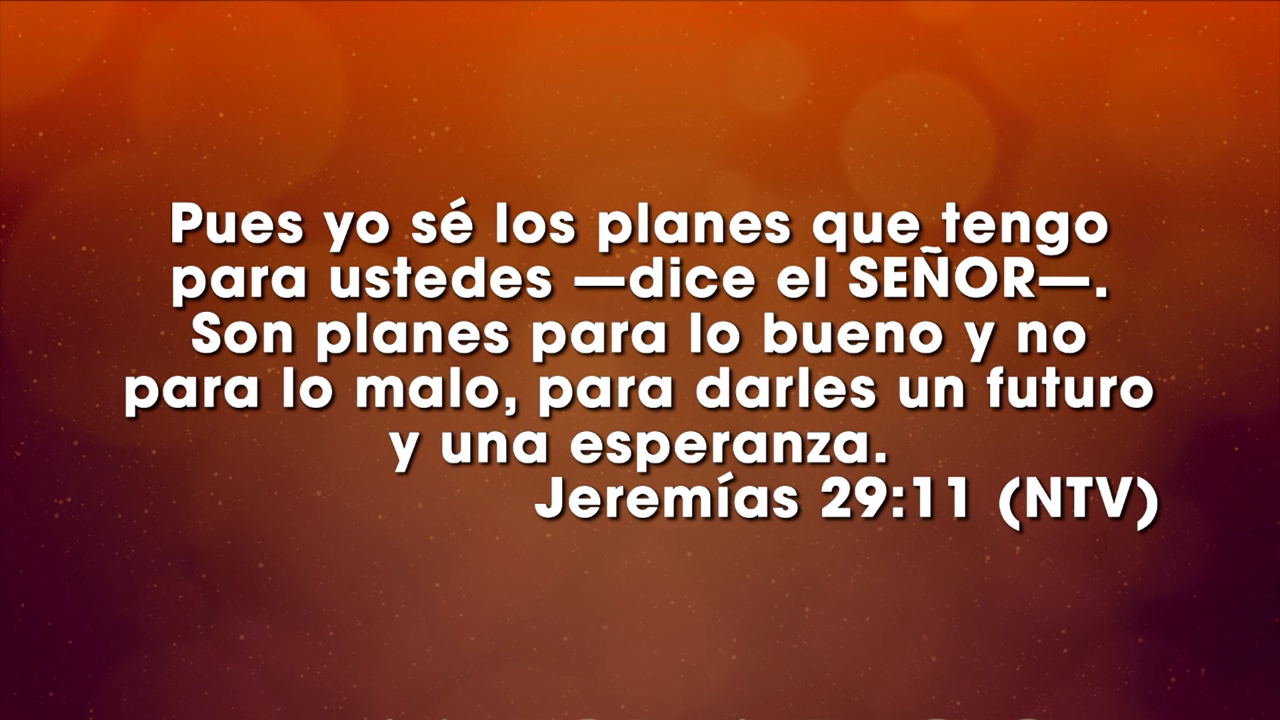 Pues yo sé los planes que tengo
para ustedes —dice el SEÑOR—.
Son planes para lo bueno y no
para lo malo, para darles un futuro
y una esperanza.
Jeremías 29:11 (NTV)